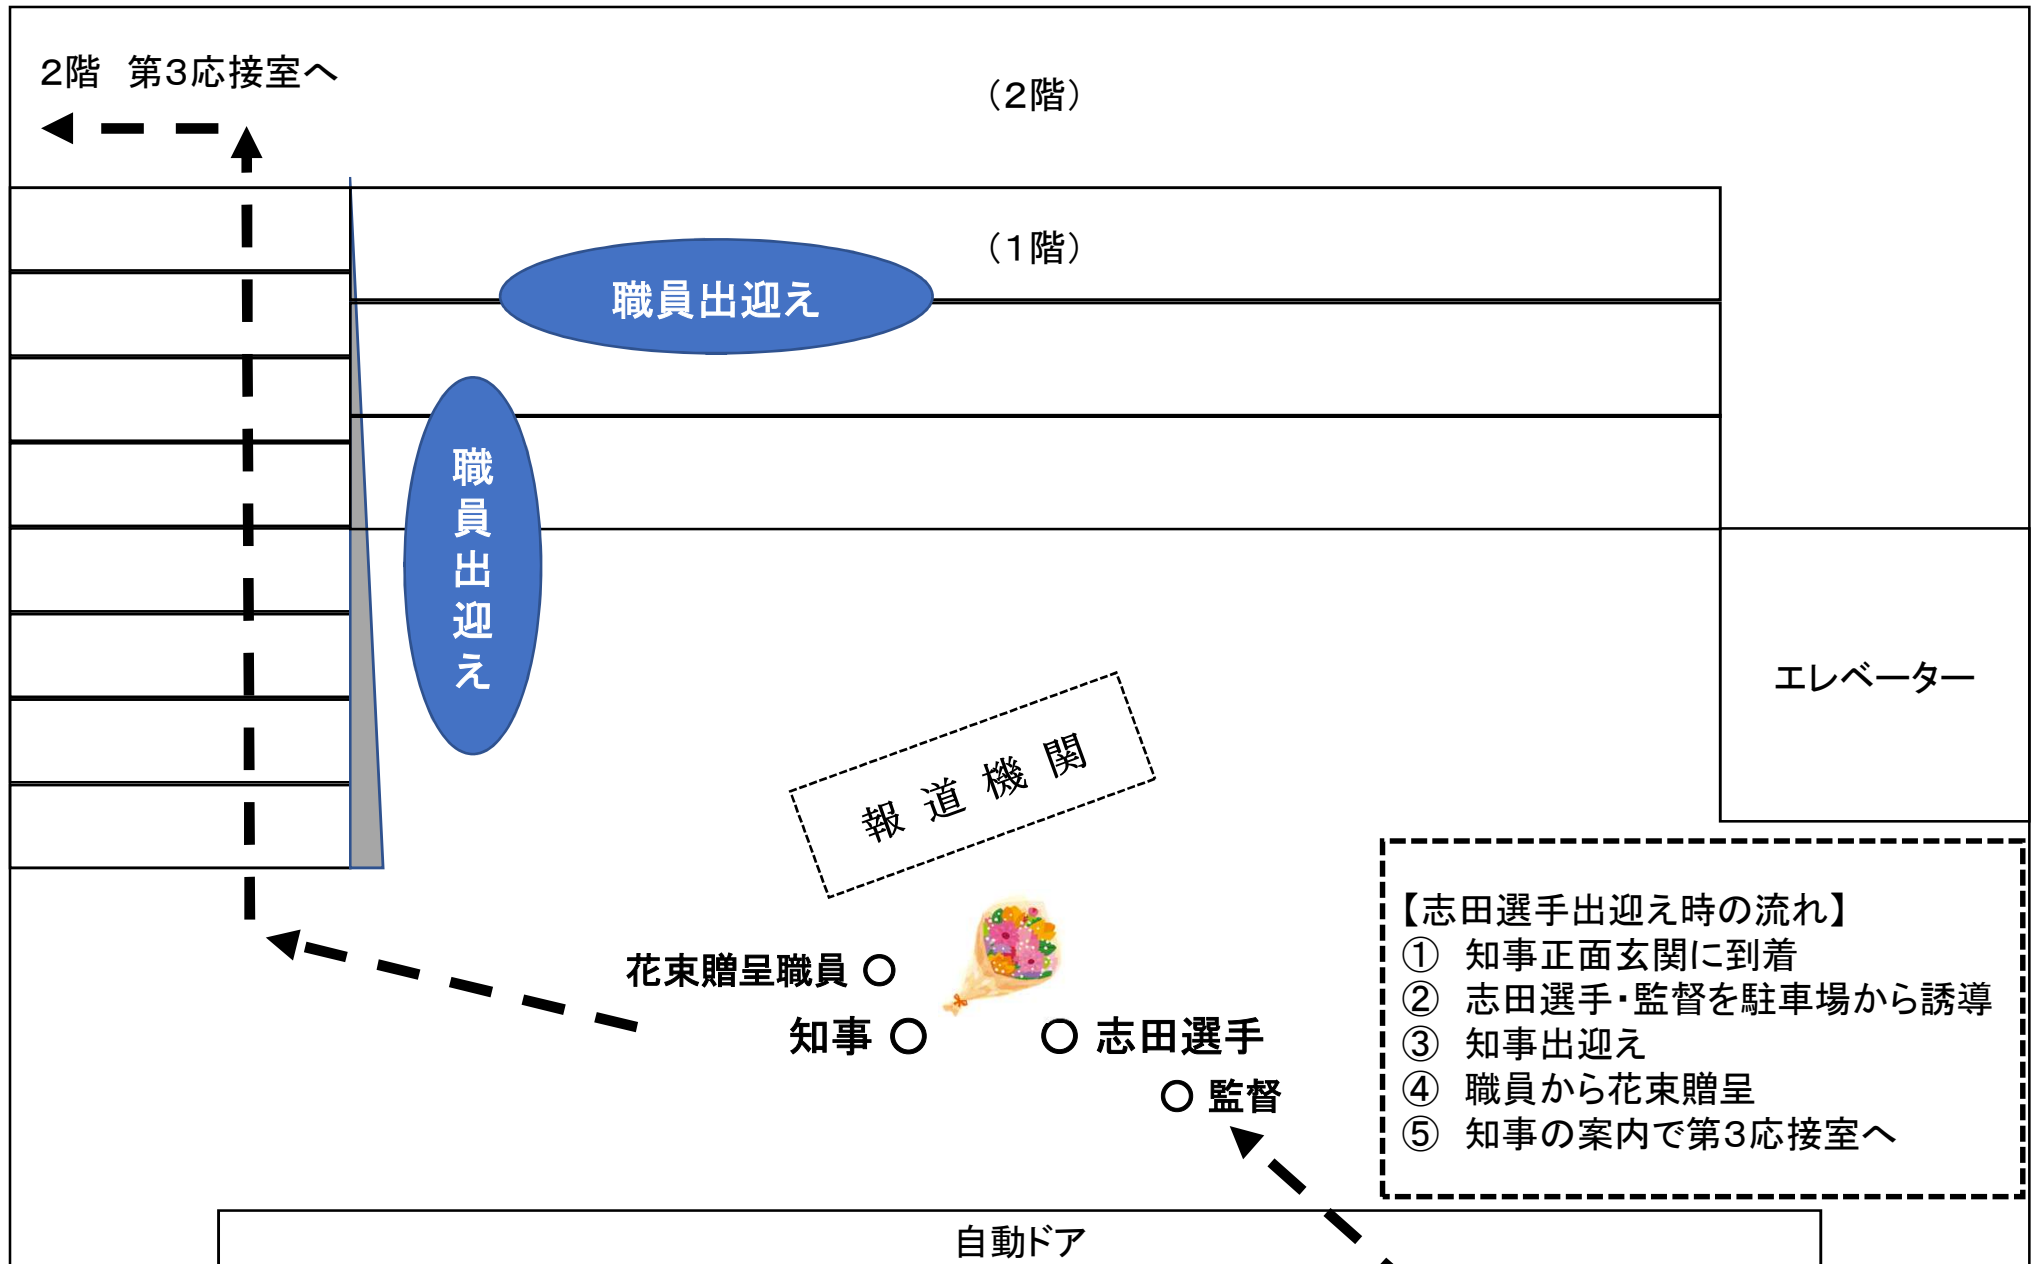 2階　第3応接室へ
（2階）
（1階）
職員出迎え
職員出迎え
エレベーター
報道機関
【志田選手出迎え時の流れ】
①　知事正面玄関に到着
②　志田選手・監督を駐車場から誘導
③　知事出迎え
④　職員から花束贈呈
⑤　知事の案内で第3応接室へ
花束贈呈職員 ○
知事 ○
○ 志田選手
○ 監督
自動ドア